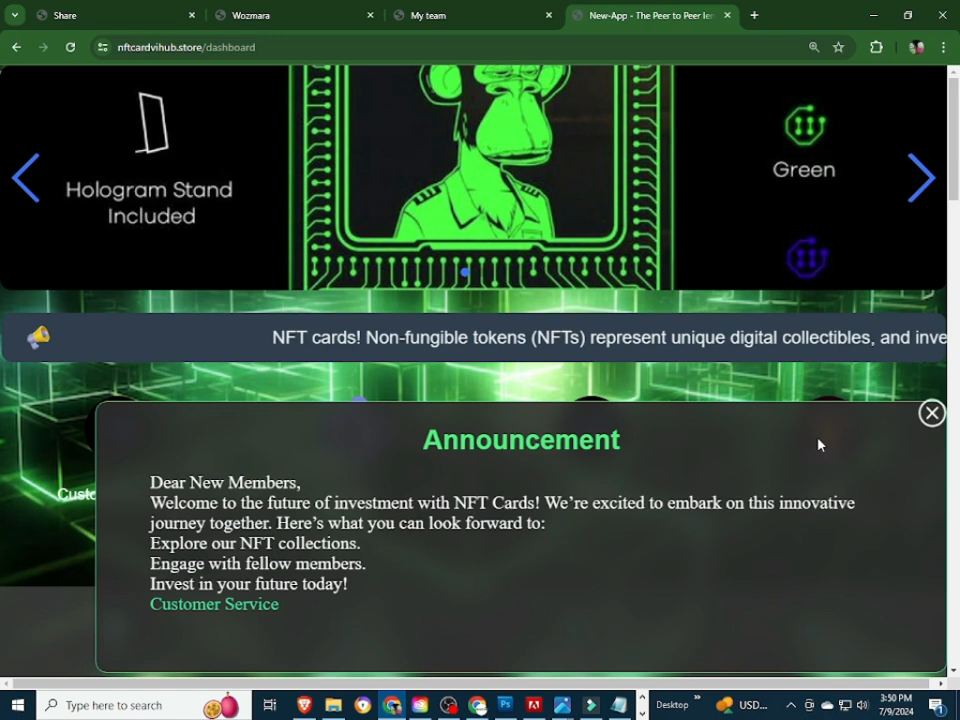 Share
Wozmara
My team
New-App - The Peer to Peer len
nftcardvihub.store/dashboard
Hologram Stand
Included
Green
NFT cards! Non-fungible tokens (NFTs) represent unique digital collectibles, and inve
Custo
Announcement
Dear New Members,
Welcome to the future of investment with NFT Cards! We’re excited to embark on this innovative
journey together. Here’s what you can look forward to:
Explore our NFT collections.
Engage with fellow members.
Invest in your future today!
Customer Service
Type here to search
Desktop
USD...
3:50 PM
7/9/2024